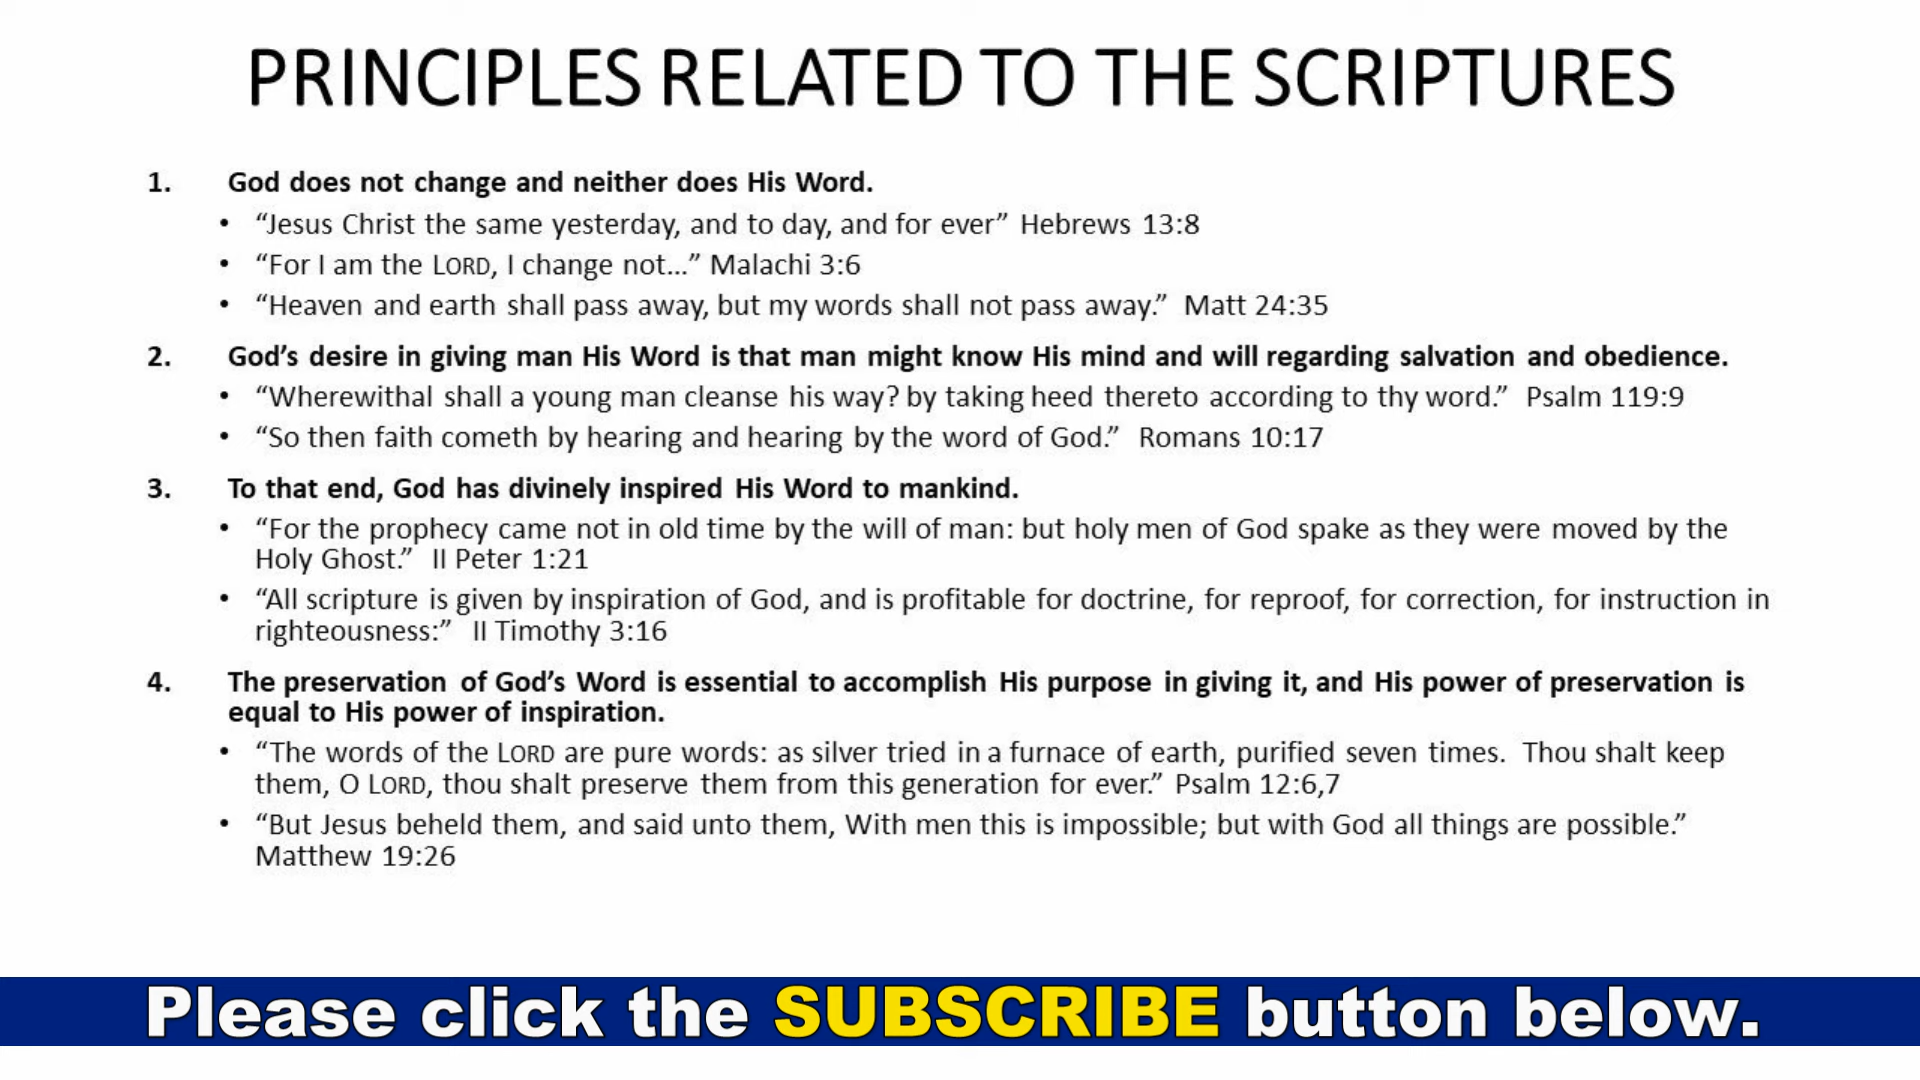 PRINCIPLES RELATED TO THE SCRIPTURES
1. God does not change and neither does His Word.
• “Jesus Christ the same yesterday, and to day, and for ever” Hebrews 13:8
• “For I am the LORD, I change not…” Malachi 3:6
• “Heaven and earth shall pass away, but my words shall not pass away.” Matt 24:35
2. God’s desire in giving man His Word is that man might know His mind and will regarding salvation and obedience.
• “Wherewithal shall a young man cleanse his way? by taking heed thereto according to thy word.” Psalm 119:9
• “So then faith cometh by hearing and hearing by the word of God.” Romans 10:17
3. To that end, God has divinely inspired His Word to mankind.
• “For the prophecy came not in old time by the will of man: but holy men of God spake as they were moved by the
Holy Ghost.” II Peter 1:21
• “All scripture is given by inspiration of God, and is profitable for doctrine, for reproof, for correction, for instruction in
righteousness:” II Timothy 3:16
4. The preservation of God’s Word is essential to accomplish His purpose in giving it, and His power of preservation is
equal to His power of inspiration.
• “The words of the LORD are pure words: as silver tried in a furnace of earth, purified seven times. Thou shalt keep
them, O LORD, thou shalt preserve them from this generation for ever.” Psalm 12:6,7
• “But Jesus beheld them, and said unto them, With men this is impossible; but with God all things are possible.”
Matthew 19:26
Please click the SUBSCRIBE button below.